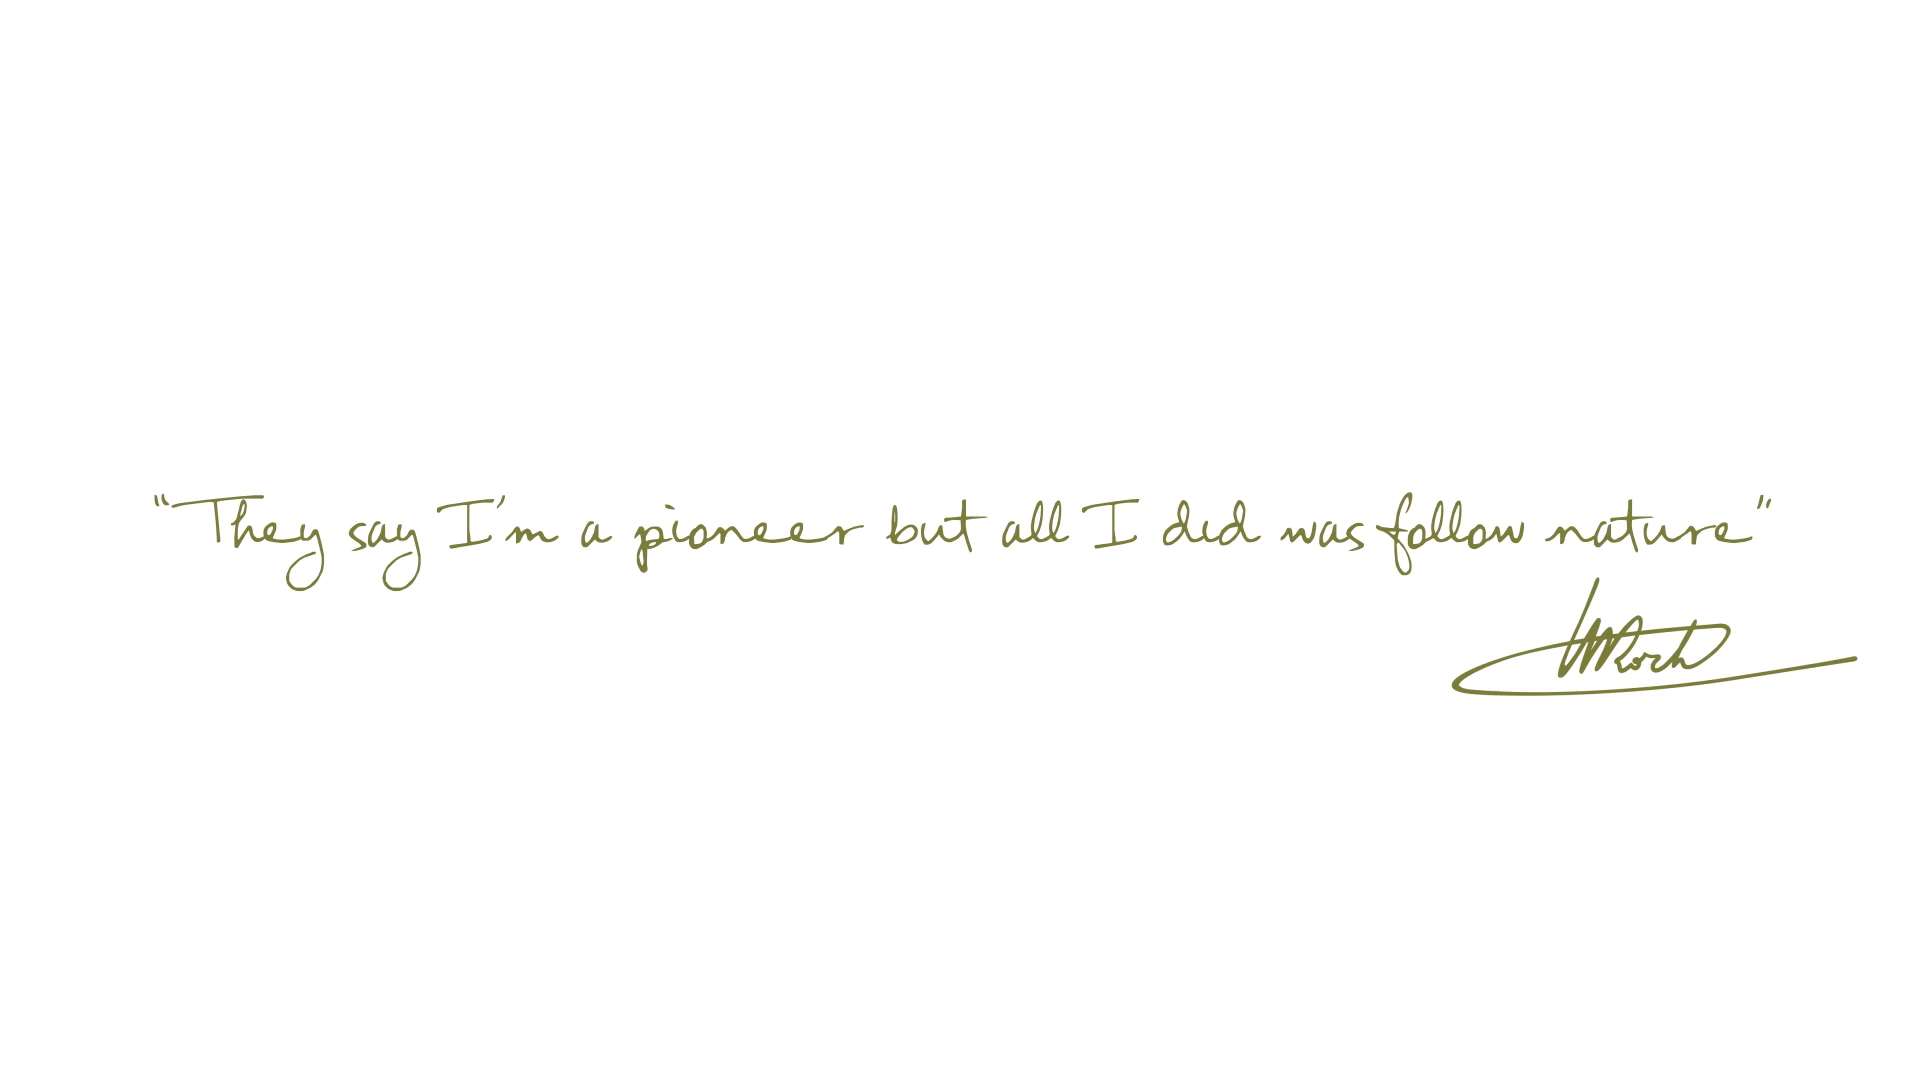 “They say I'm a pioneer but all I did was follow nature”